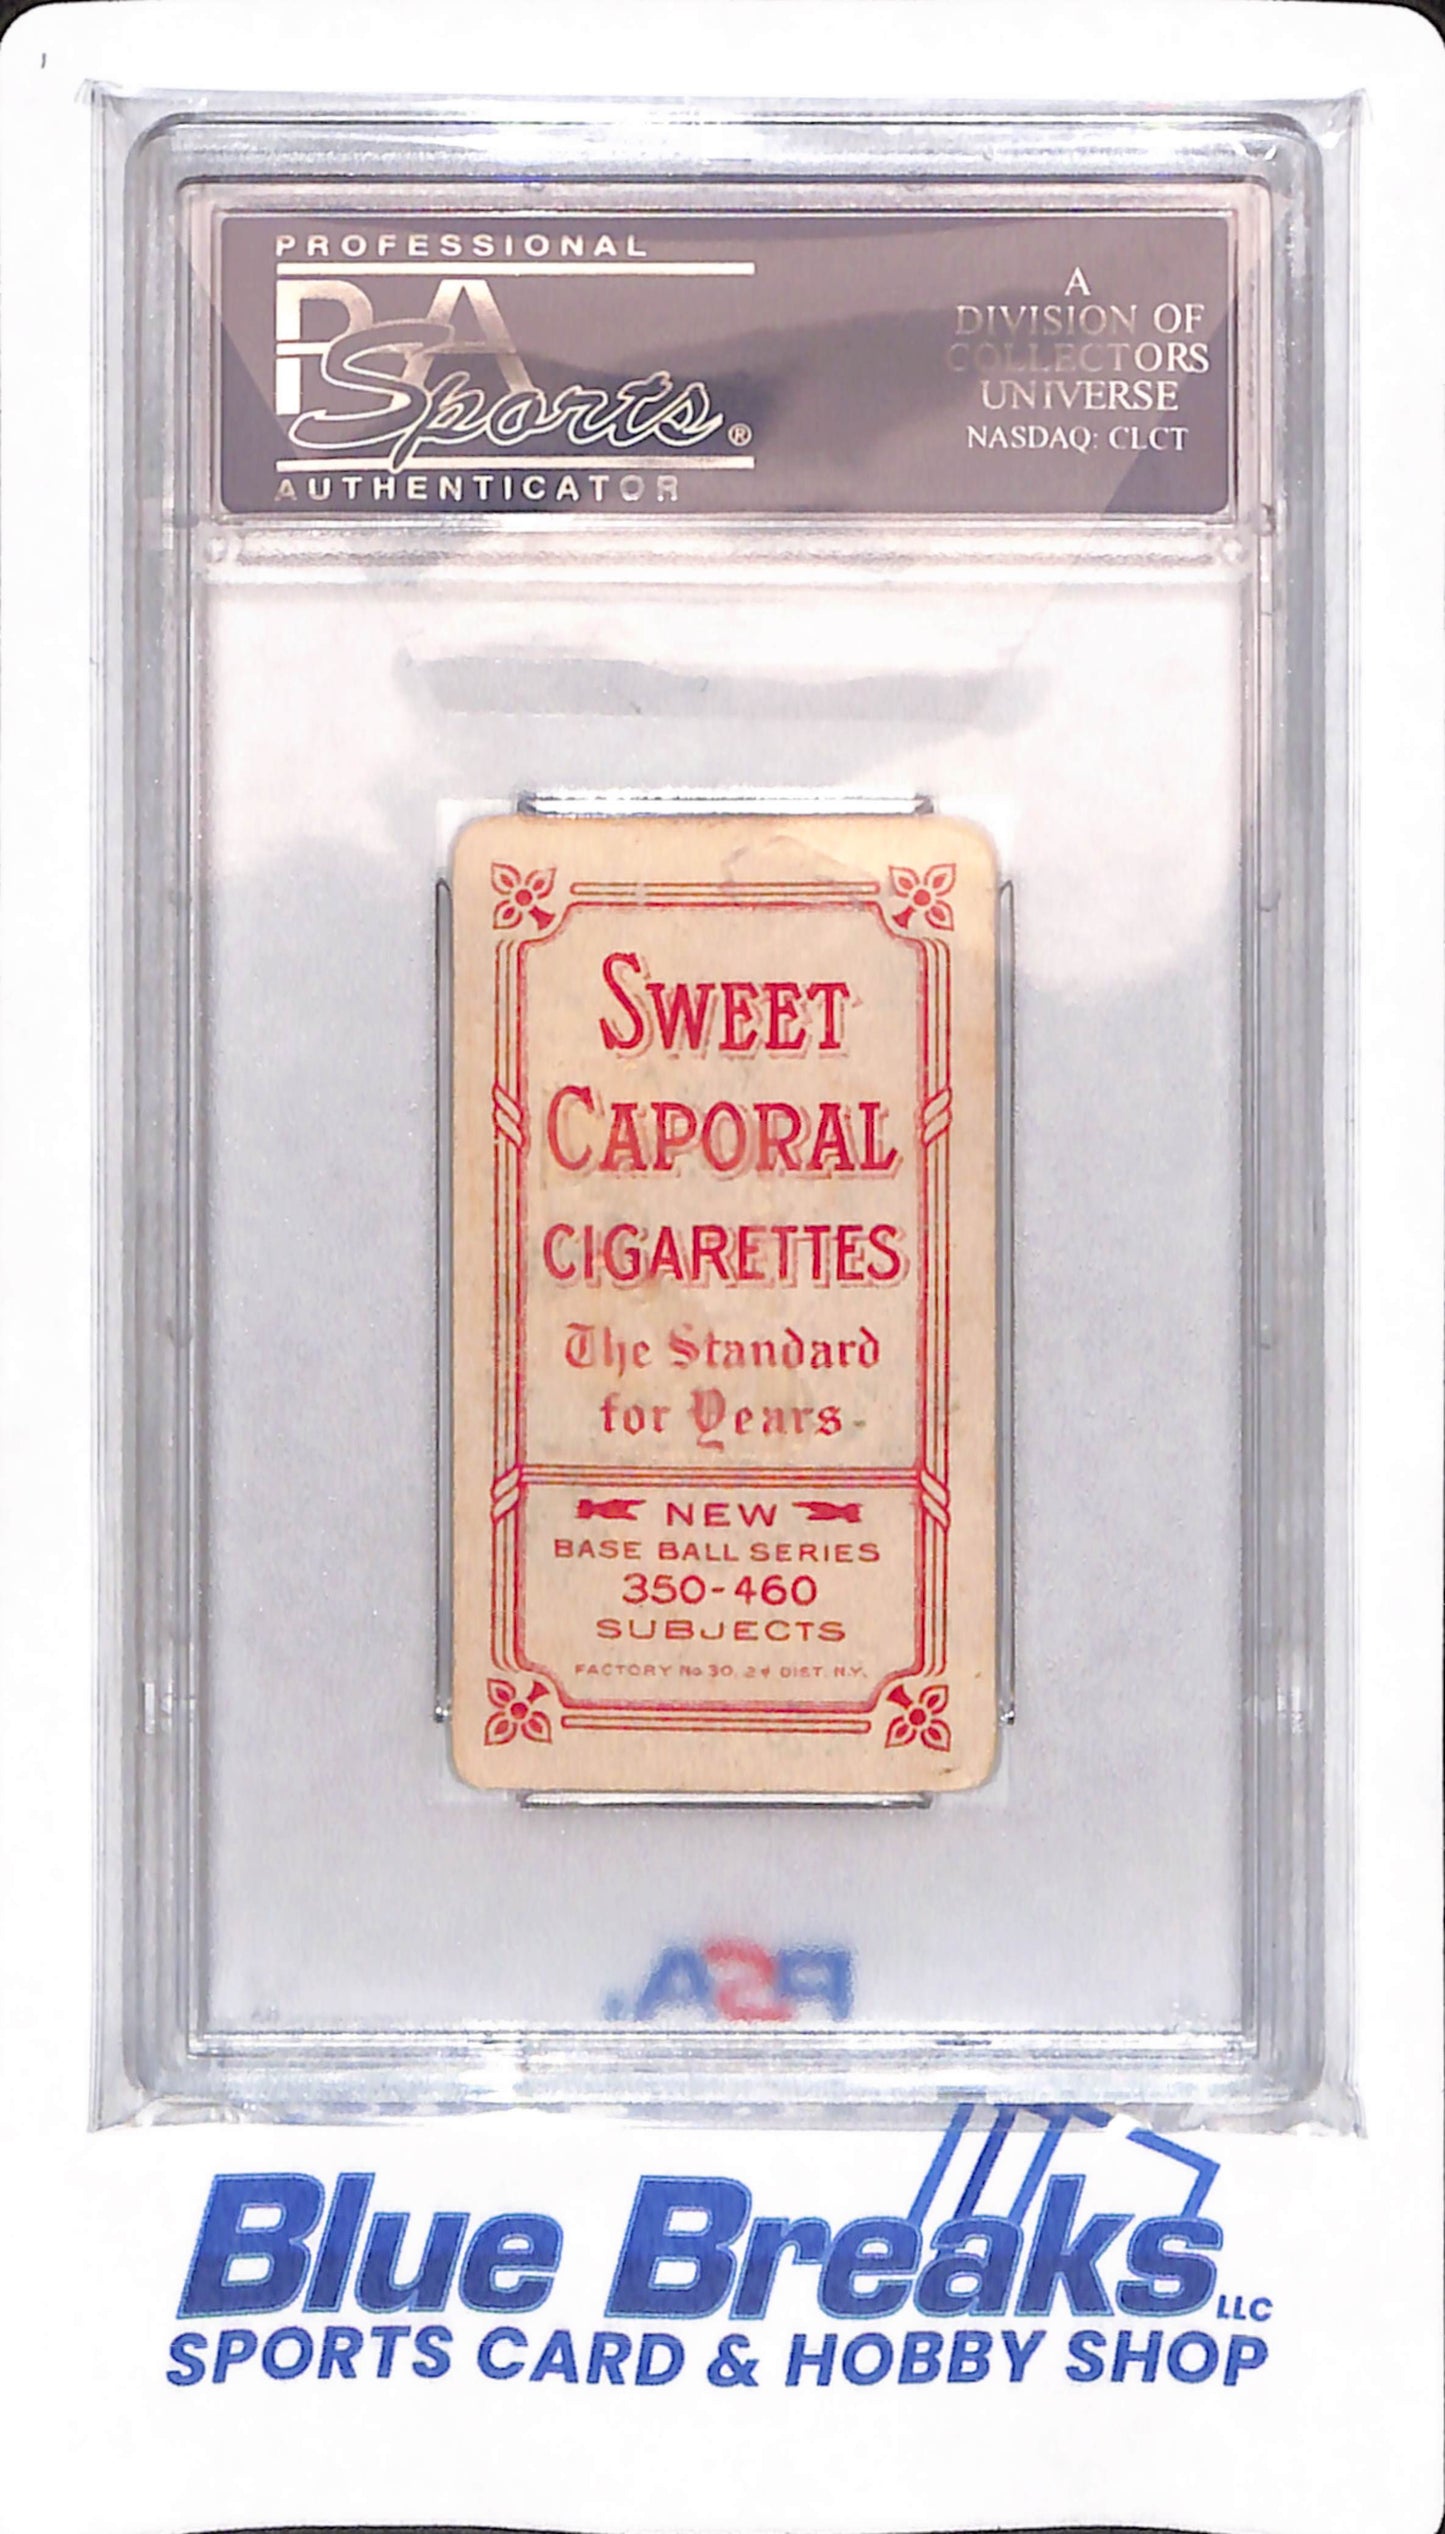 PROFESSIONAL
PSA
Sports®
AUTHENTICATOR
A
DIVISION OF
COLLECTORS
UNIVERSE
NASDAQ: CLCT
SWEET
CAPORAL
CIGARETTES
The Standard
for Years.
NEW
BASE BALL SERIES
350-460
SUBJECTS
FACTORY No 30, 2d DIST. N.Y.
PSA
Blue Breaks LLC
SPORTS CARD & HOBBY SHOP